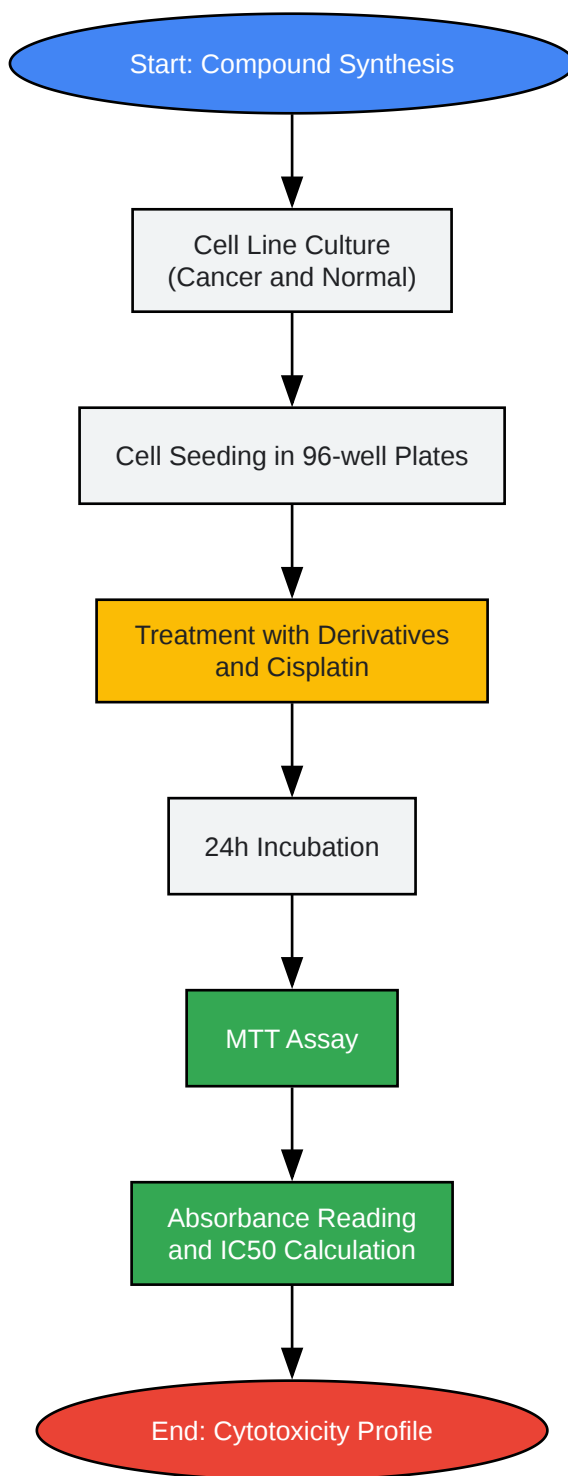 Start: Compound Synthesis
Cell Line Culture
(Cancer and Normal)
Cell Seeding in 96-well Plates
Treatment with Derivatives
and Cisplatin
24h Incubation
MTT Assay
Absorbance Reading
and IC50 Calculation
End: Cytotoxicity Profile